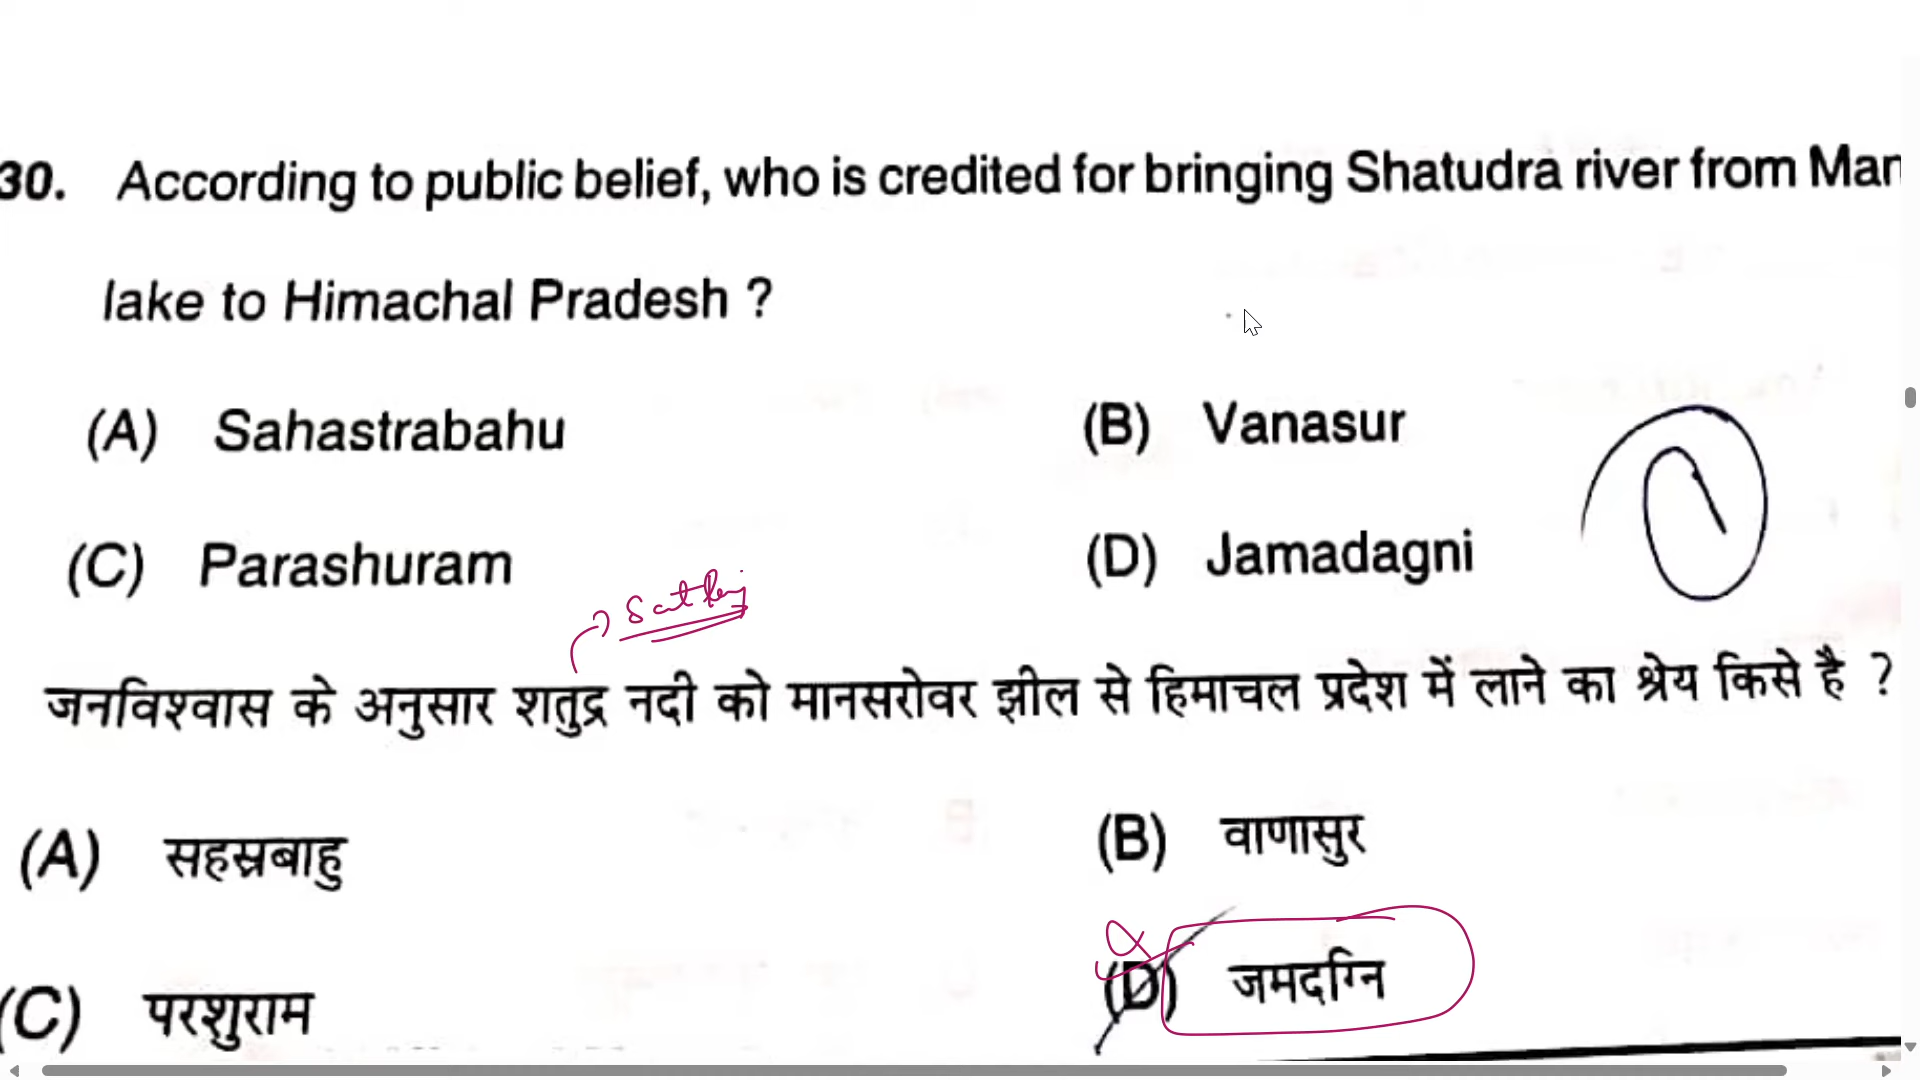 30. According to public belief, who is credited for bringing Shatudra river from Man
lake to Himachal Pradesh ?
(A) Sahastrabahu (B) Vanasur
(C) Parashuram (D) Jamadagni
जनविश्वास के अनुसार शतुद्र नदी को मानसरोवर झील से हिमाचल प्रदेश में लाने का श्रेय किसे है ?
(A) सहस्रबाहु (B) वाणासुर
(C) परशुराम (D) जमदग्नि